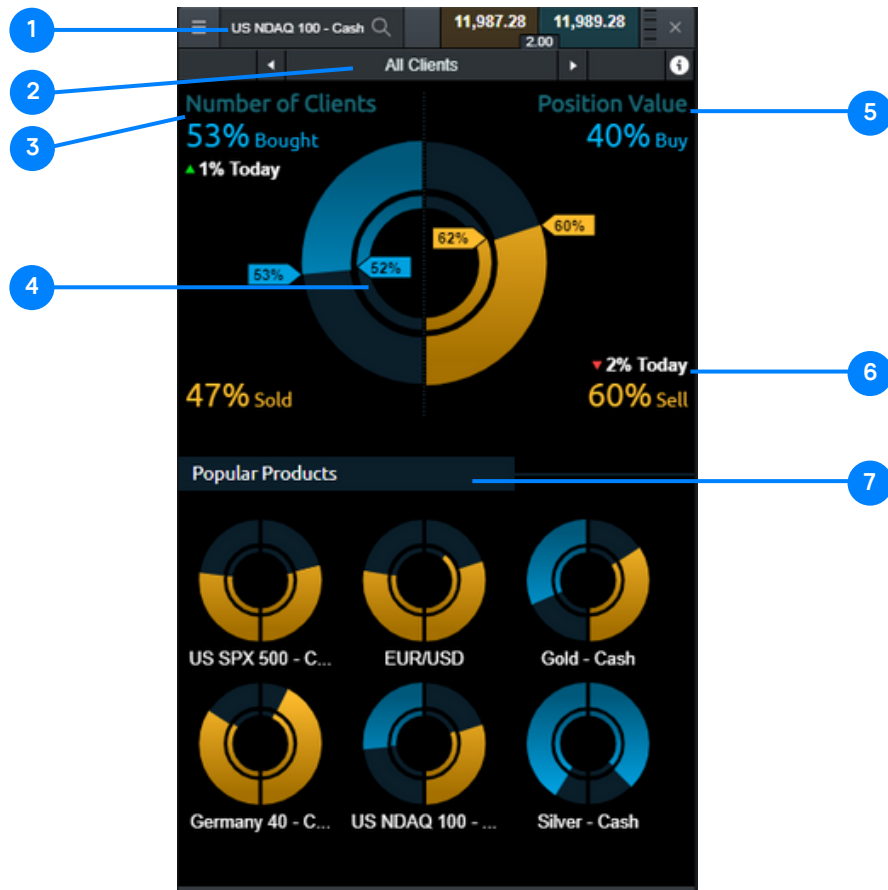 1
US NDAQ 100 - Cash
11,987.28
11,989.28
2.00
2
All Clients
Number of Clients
Position Value
3
53% Bought
40% Buy
5
1% Today
62%
60%
53%
52%
4
2% Today
6
47% Sold
60% Sell
Popular Products
7
US SPX 500 - C...
EUR/USD
Gold - Cash
Germany 40 - C...
US NDAQ 100 - ...
Silver - Cash